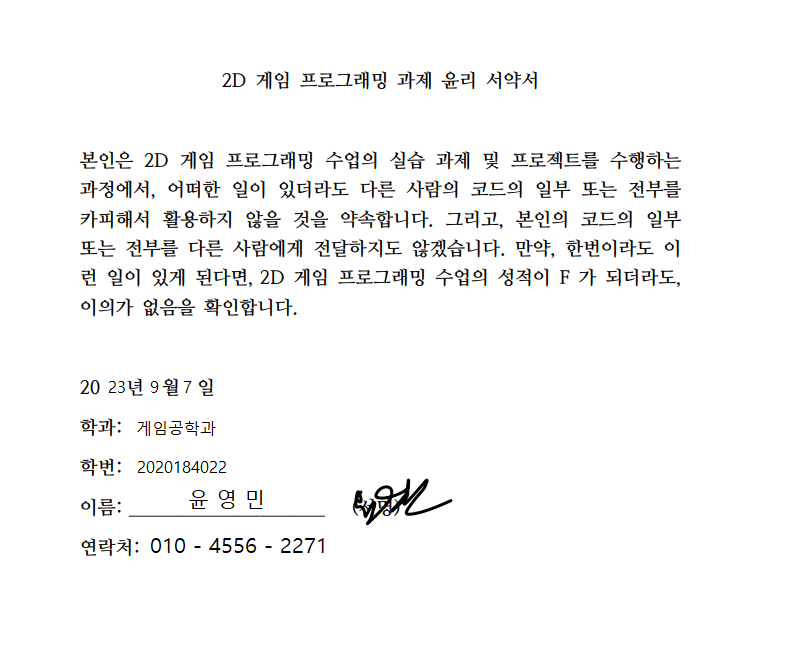 2D 게임 프로그래밍 과제 윤리 서약서
본인은 2D 게임 프로그래밍 수업의 실습 과제 및 프로젝트를 수행하는
과정에서, 어떠한 일이 있더라도 다른 사람의 코드의 일부 또는 전부를
카피해서 활용하지 않을 것을 약속합니다. 그리고, 본인의 코드의 일부
또는 전부를 다른 사람에게 전달하지도 않겠습니다. 만약, 한번이라도 이
런 일이 있게 된다면, 2D 게임 프로그래밍 수업의 성적이 F 가 되더라도,
이의가 없음을 확인합니다.
20 23년 9월 7일
학과: 게임공학과
학번: 2020184022
이름: 윤 영 민 (서명)
연락처: 010 - 4556 - 2271